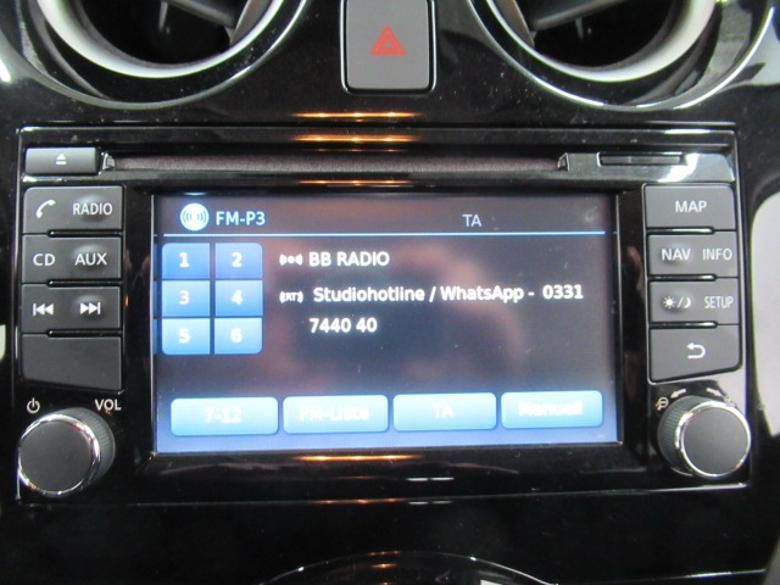 RADIO
CD AUX
VOL
FM-P3 TA
1 2
3 4
5 6
BB RADIO
(RT) Studiohotline / WhatsApp - 0331
7440 40
7-12 FM-Liste TA Manuell
MAP
NAV INFO
SETUP